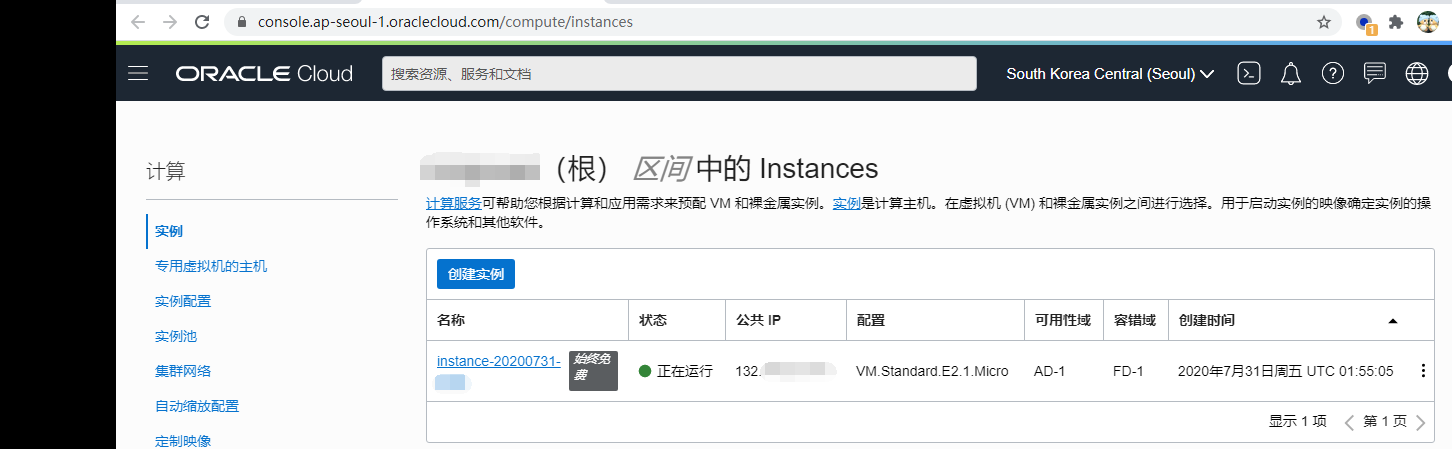 console.ap-seoul-1.oraclecloud.com/compute/instances
1
ORACLE Cloud
搜索资源、服务和文档
South Korea Central (Seoul)
计算
实例
专用虚拟机的主机
实例配置
实例池
集群网络
自动缩放配置
定制映像
（根） 区间 中的 Instances
计算服务可帮助您根据计算和应用需求来预配 VM 和裸金属实例。实例是计算主机。在虚拟机 (VM) 和裸金属实例之间进行选择。用于启动实例的映像确定实例的操
作系统和其他软件。
创建实例
名称 状态 公共 IP 配置 可用性域 容错域 创建时间
instance-20200731- 始终免费 正在运行 132. VM.Standard.E2.1.Micro AD-1 FD-1 2020年7月31日周五 UTC 01:55:05
显示 1 项 第 1 页